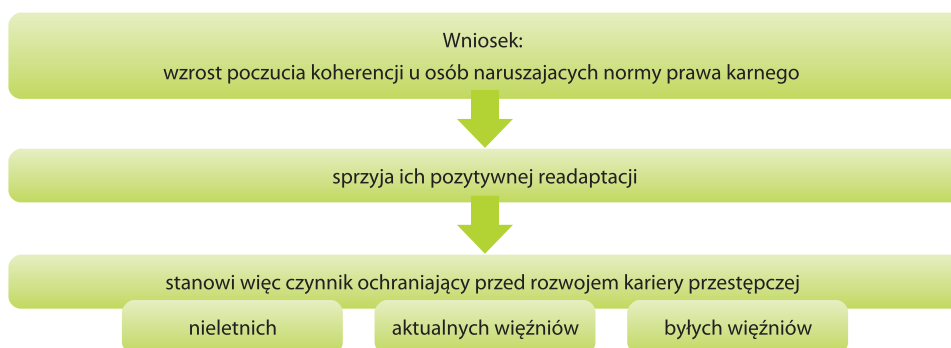 Wniosek:
wzrost poczucia koherencji u osób naruszajacych normy prawa karnego
sprzyja ich pozytywnej readaptacji
stanowi więc czynnik ochraniający przed rozwojem kariery przestępczej
nieletnich
aktualnych więźniów
byłych więźniów